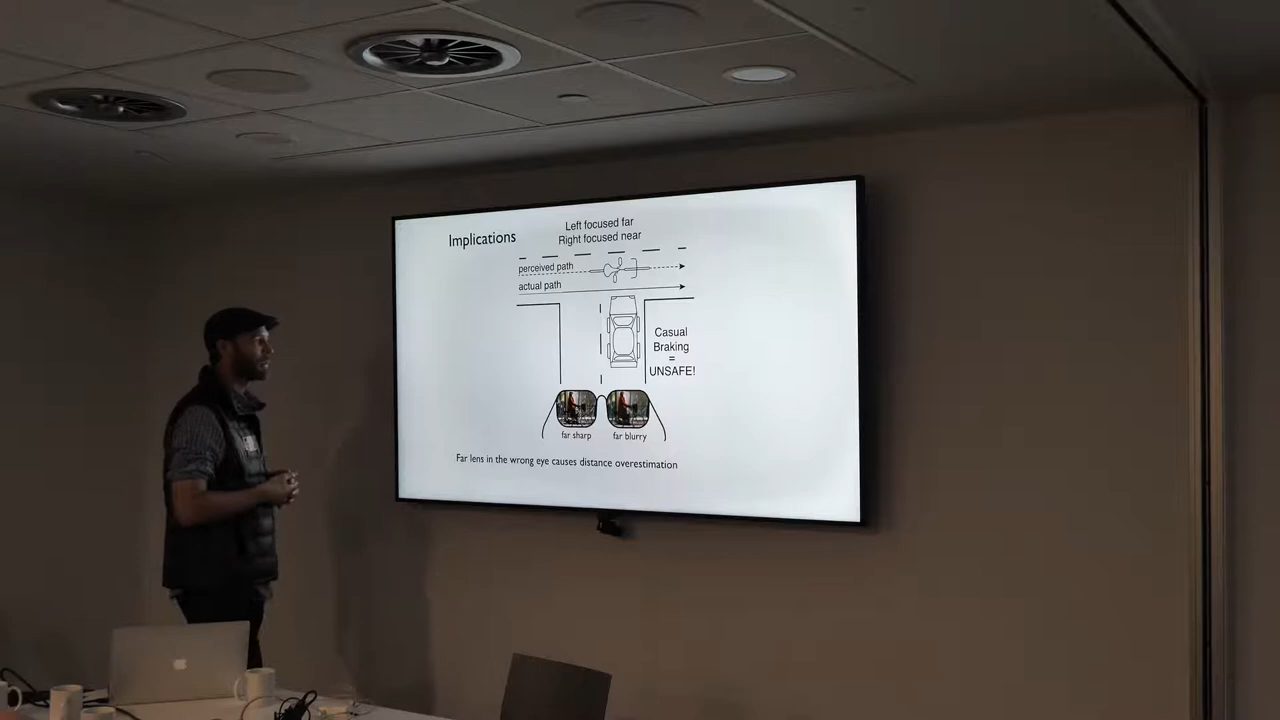 Implications
Left focused far
Right focused near
perceived path
actual path
Casual
Braking
=
UNSAFE!
far sharp
far blurry
Far lens in the wrong eye causes distance overestimation